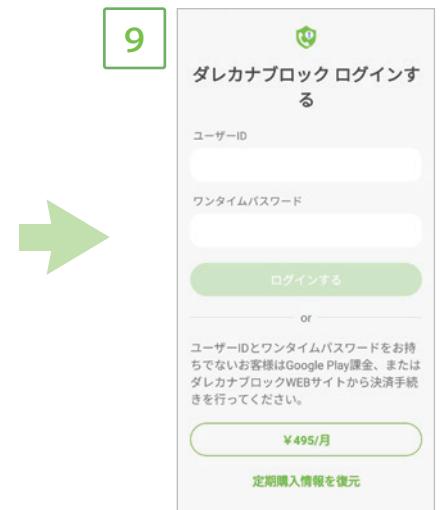 9
ダレカナブロック ログインす
る
ユーザーID
ワンタイムパスワード
ログインする
or
ユーザーIDとワンタイムパスワードをお持
ちでないお客様はGoogle Play課金、または
ダレカナブロックWEBサイトから決済手続
きを行ってください。
¥495/月
定期購入情報を復元